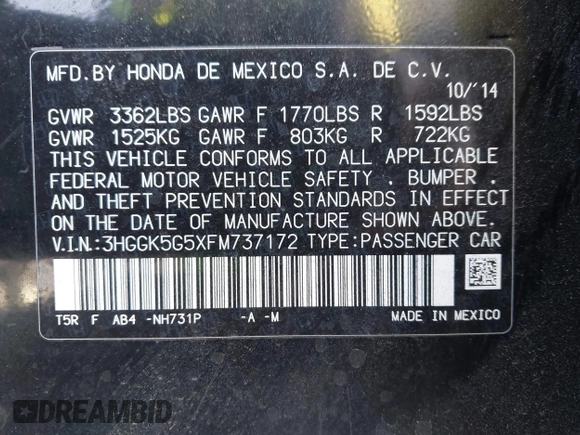 MFD.BY HONDA DE MEXICO S.A. DE C.V.
10/'14
GVWR 3362LBS GAWR F 1770LBS R 1592LBS
GVWR 1525KG GAWR F 803KG R 722KG
THIS VEHICLE CONFORMS TO ALL APPLICABLE
FEDERAL MOTOR VEHICLE SAFETY . BUMPER .
AND THEFT PREVENTION STANDARDS IN EFFECT
ON THE DATE OF MANUFACTURE SHOWN ABOVE.
V.I.N.:3HGGK5G5XFM737172 TYPE:PASSENGER CAR
T5R F AB4 -NH731P -A -M MADE IN MEXICO
DREAMBID